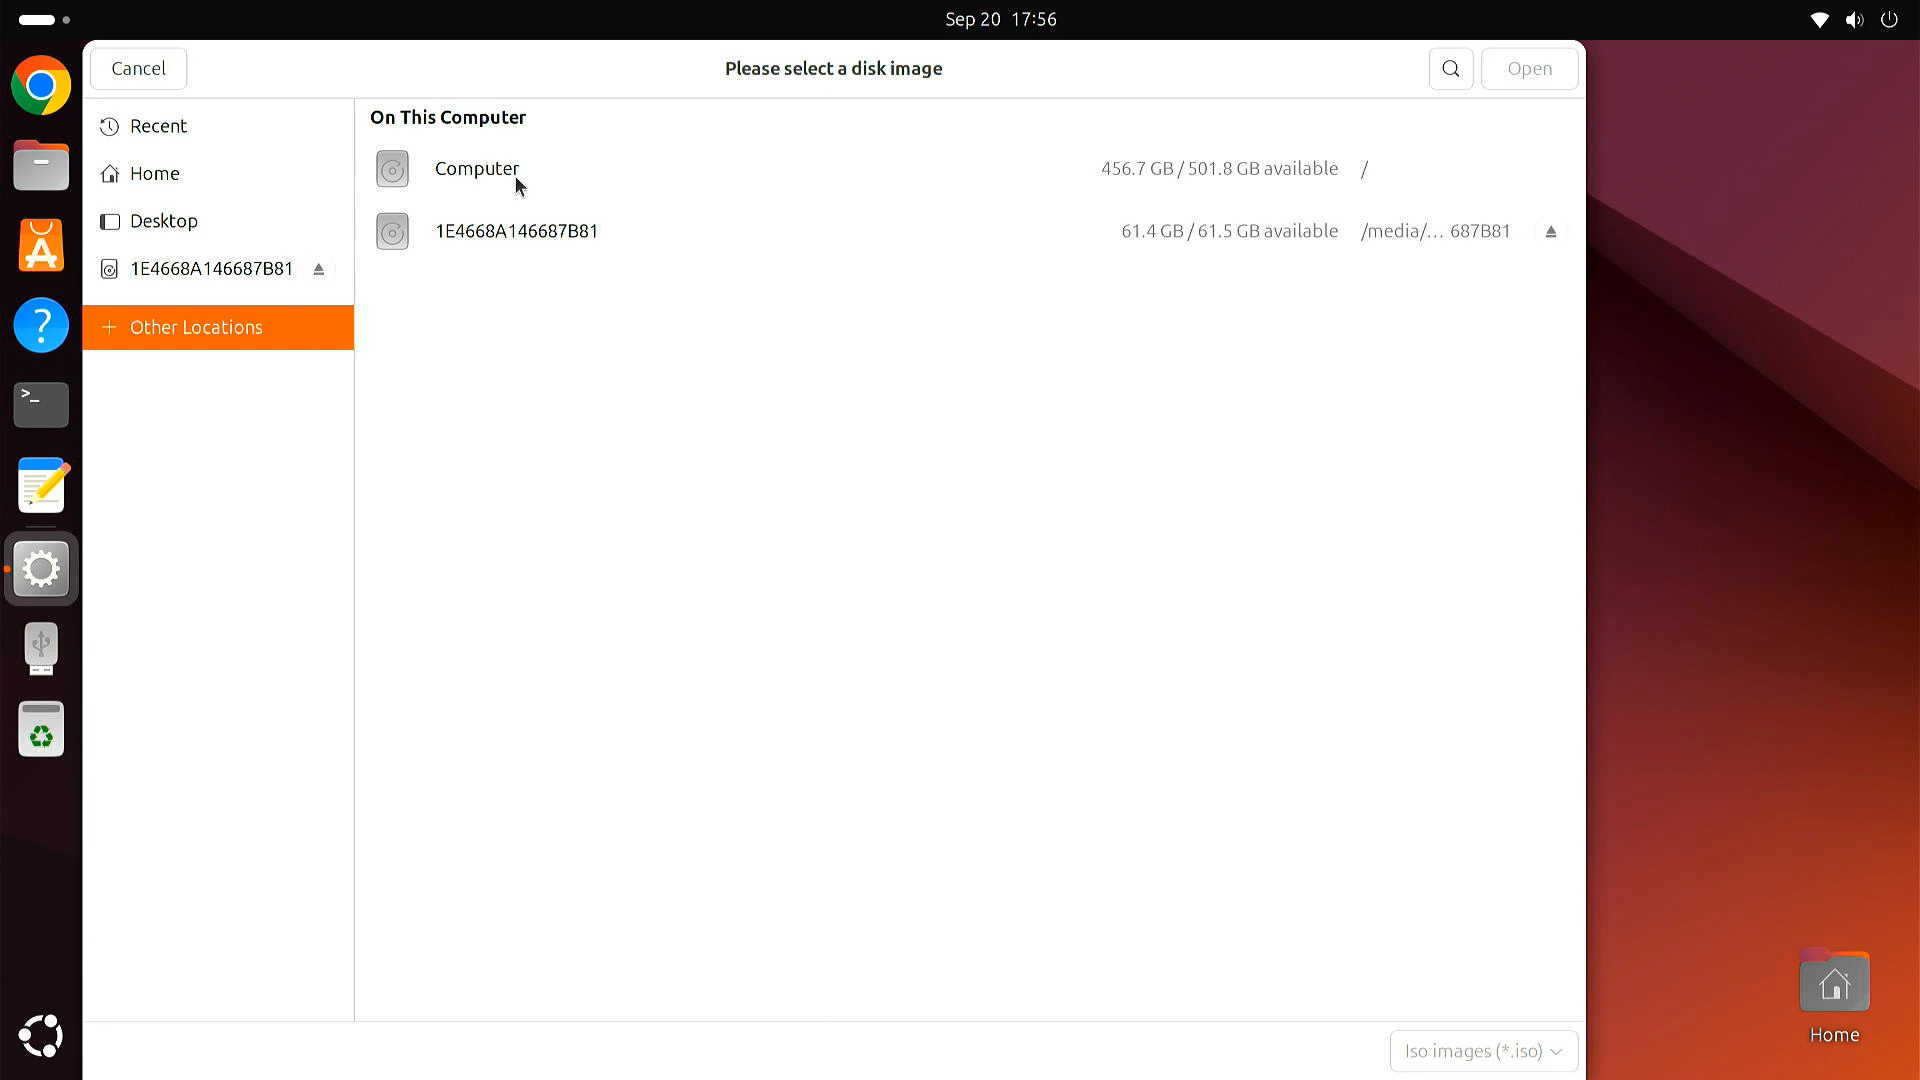 Sep 20 17:56
Cancel
Please select a disk image
Open
Recent
Home
Desktop
1E4668A146687B81
Other Locations
On This Computer
Computer 456.7 GB / 501.8 GB available /
1E4668A146687B81 61.4 GB / 61.5 GB available /media/... 687B81
Iso images (*.iso)
Home